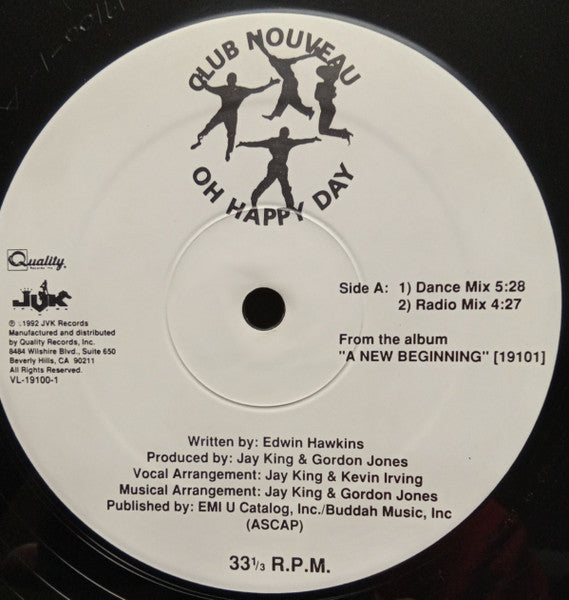 CLUB NOUVEAU
OH HAPPY DAY
Quality
Records Inc.
JVK
Side A: 1) Dance Mix 5:28
2) Radio Mix 4:27
From the album
"A NEW BEGINNING" [19101]
℗ 1992 JVK Records
Manufactured and distributed
by Quality Records, Inc.
8484 Wilshire Blvd., Suite 650
Beverly Hills, CA 90211
All Rights Reserved.
VL-19100-1
Written by: Edwin Hawkins
Produced by: Jay King & Gordon Jones
Vocal Arrangement: Jay King & Kevin Irving
Musical Arrangement: Jay King & Gordon Jones
Published by: EMI U Catalog, Inc./Buddah Music, Inc
(ASCAP)
33⅓ R.P.M.